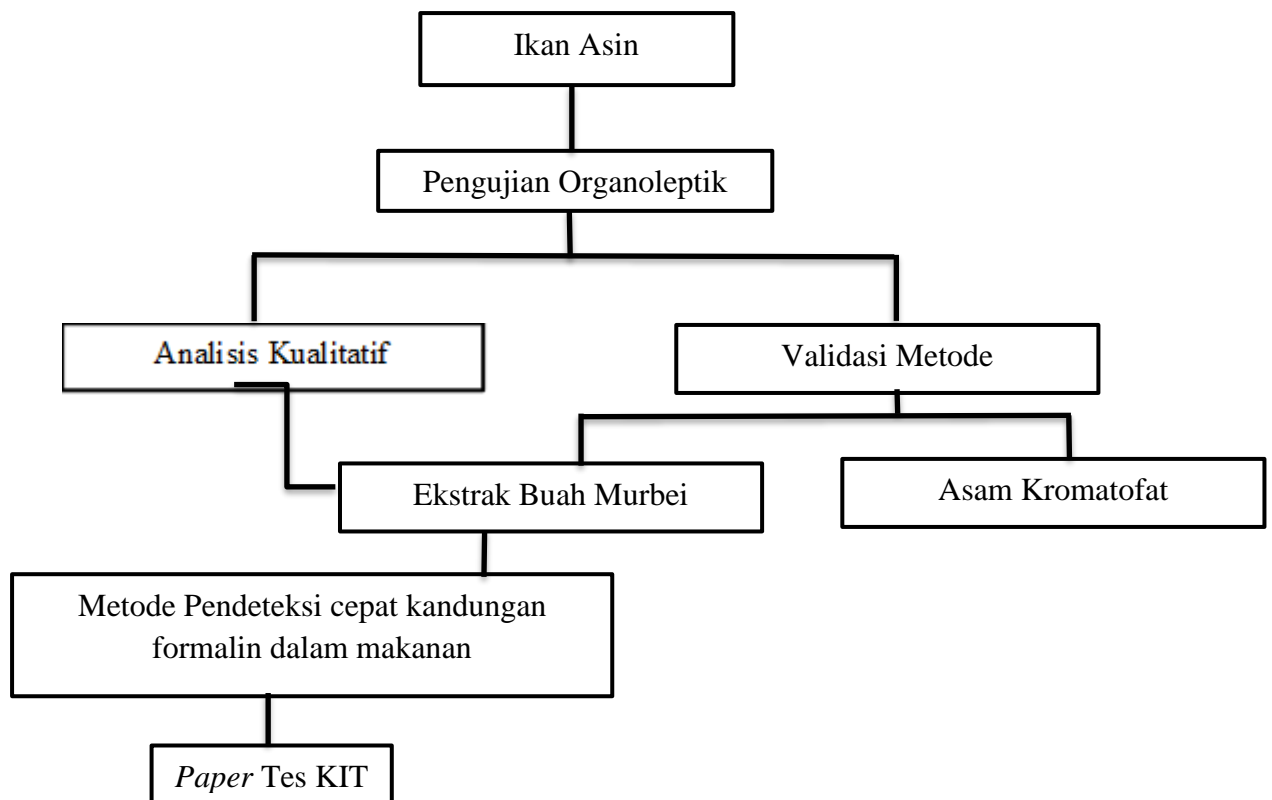 Ikan Asin
Pengujian Organoleptik
Analisis Kualitatif
Validasi Metode
Ekstrak Buah Murbei
Asam Kromatofat
Metode Pendeteksi cepat kandungan
formalin dalam makanan
Paper Tes KIT